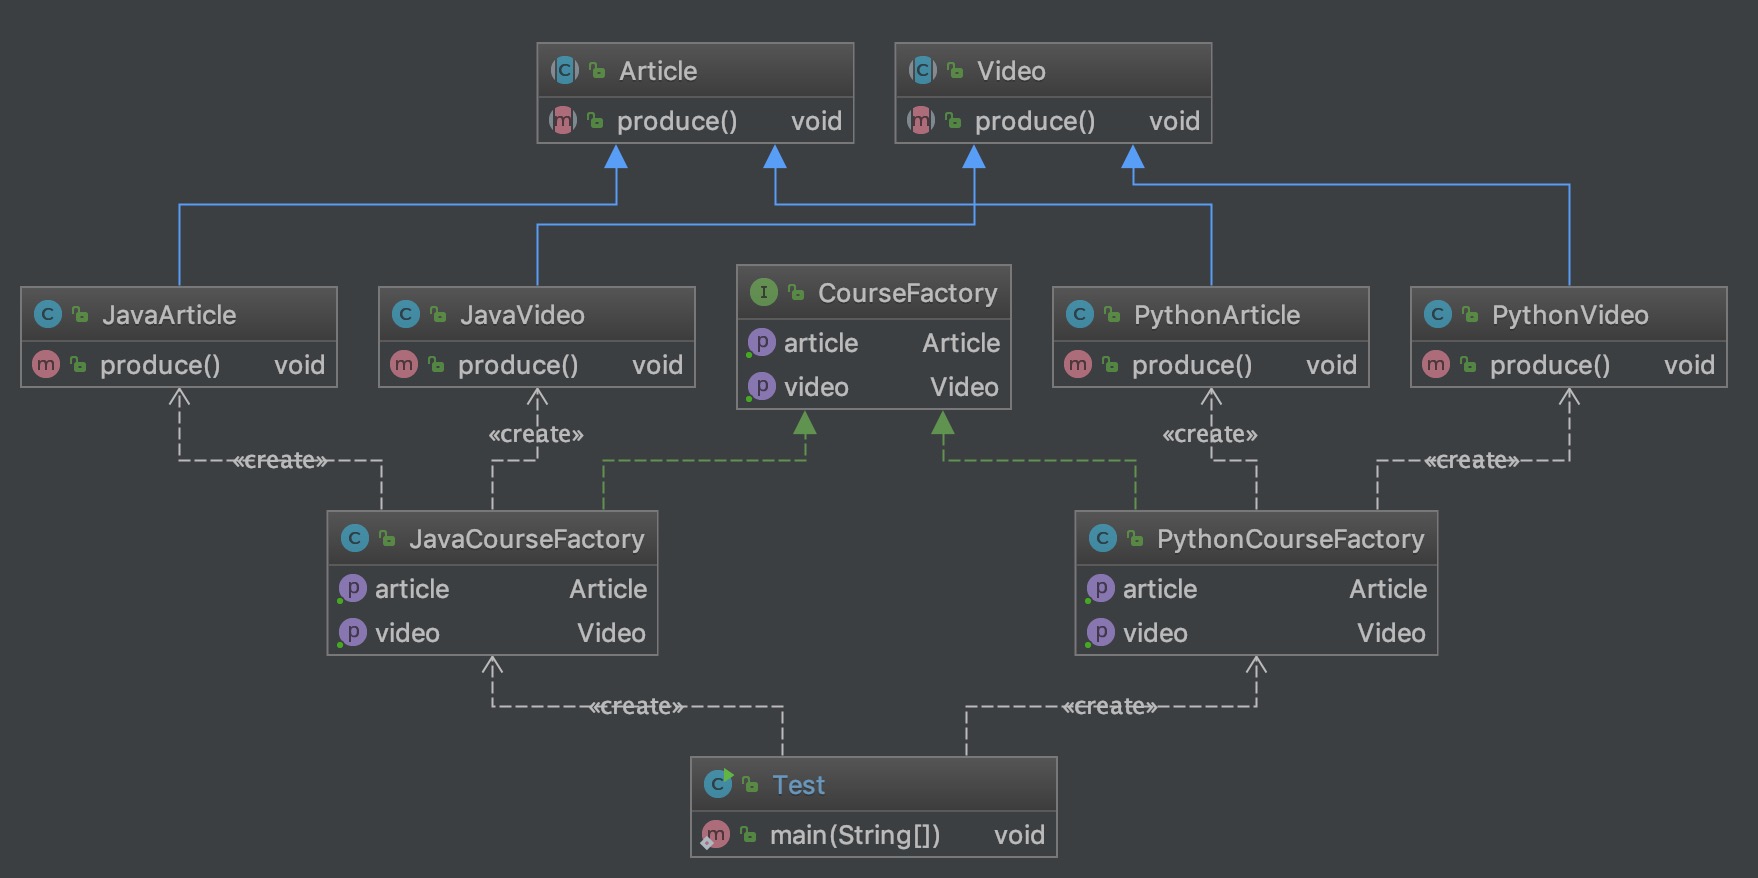 Article
produce() void
Video
produce() void
JavaArticle
produce() void
JavaVideo
produce() void
CourseFactory
article Article
video Video
PythonArticle
produce() void
PythonVideo
produce() void
«create»
«create»
«create»
«create»
JavaCourseFactory
article Article
video Video
PythonCourseFactory
article Article
video Video
«create»
«create»
Test
main(String[]) void